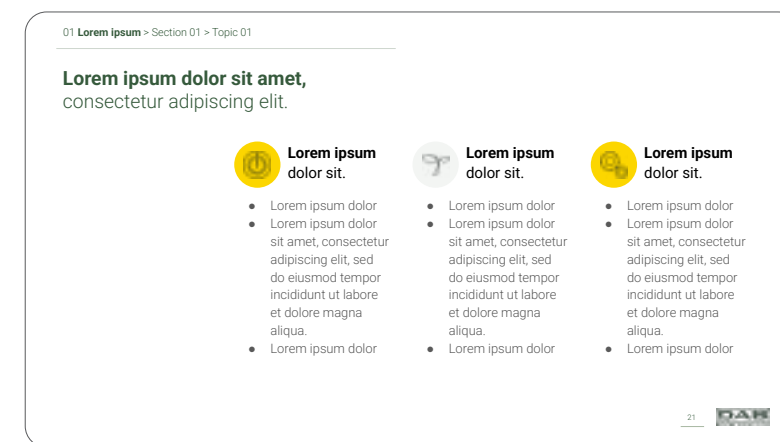 01 Lorem ipsum > Section 01 > Topic 01
Lorem ipsum dolor sit amet,
consectetur adipiscing elit.
Lorem ipsum
dolor sit.
● Lorem ipsum dolor
● Lorem ipsum dolor
sit amet, consectetur
adipiscing elit, sed
do eiusmod tempor
incididunt ut labore
et dolore magna
aliqua.
● Lorem ipsum dolor
Lorem ipsum
dolor sit.
● Lorem ipsum dolor
● Lorem ipsum dolor
sit amet, consectetur
adipiscing elit, sed
do eiusmod tempor
incididunt ut labore
et dolore magna
aliqua.
● Lorem ipsum dolor
Lorem ipsum
dolor sit.
● Lorem ipsum dolor
● Lorem ipsum dolor
sit amet, consectetur
adipiscing elit, sed
do eiusmod tempor
incididunt ut labore
et dolore magna
aliqua.
● Lorem ipsum dolor
21
DAB